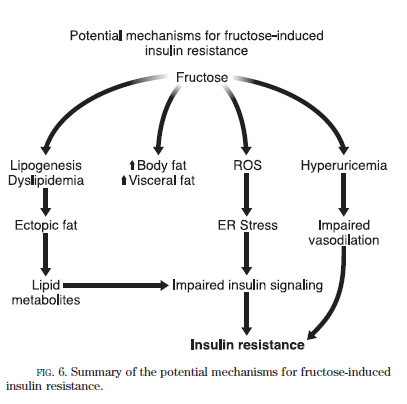 Potential mechanisms for fructose-induced
insulin resistance
Fructose
Lipogenesis
Dyslipidemia
⬆Body fat
⬆Visceral fat
ROS
Hyperuricemia
Ectopic fat
ER Stress
Impaired
vasodilation
Lipid
metabolites
Impaired insulin signaling
Insulin resistance
FIG. 6. Summary of the potential mechanisms for fructose-induced
insulin resistance.